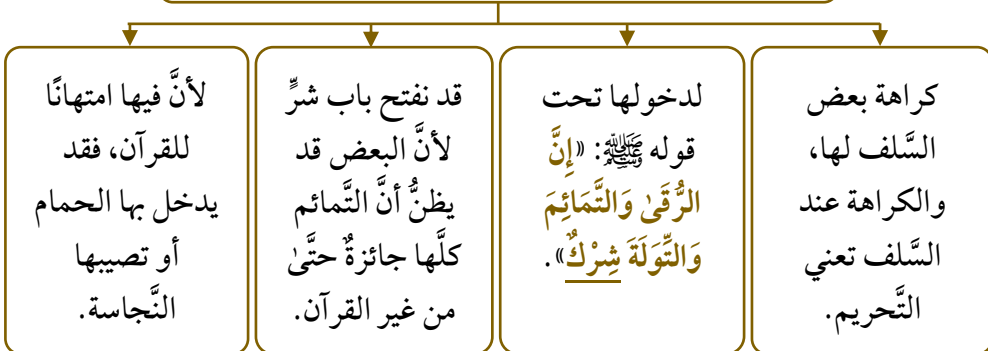 كراهة بعض
السَّلف لها،
والكراهة عند
السَّلف تعني
التَّحريم.
لدخولها تحت
قوله ﷺ: «إِنَّ
الرُّقَىٰ وَالتَّمَائِمَ
وَالتِّوَلَةَ شِرْكٌ».
قد نفتح باب شرٍّ
لأنَّ البعض قد
يظنُّ أنَّ التَّمائم
كلَّها جائزةٌ حتَّىٰ
من غير القرآن.
لأنَّ فيها امتهانًا
للقرآن، فقد
يدخل بها الحمام
أو تصيبها
النَّجاسة.